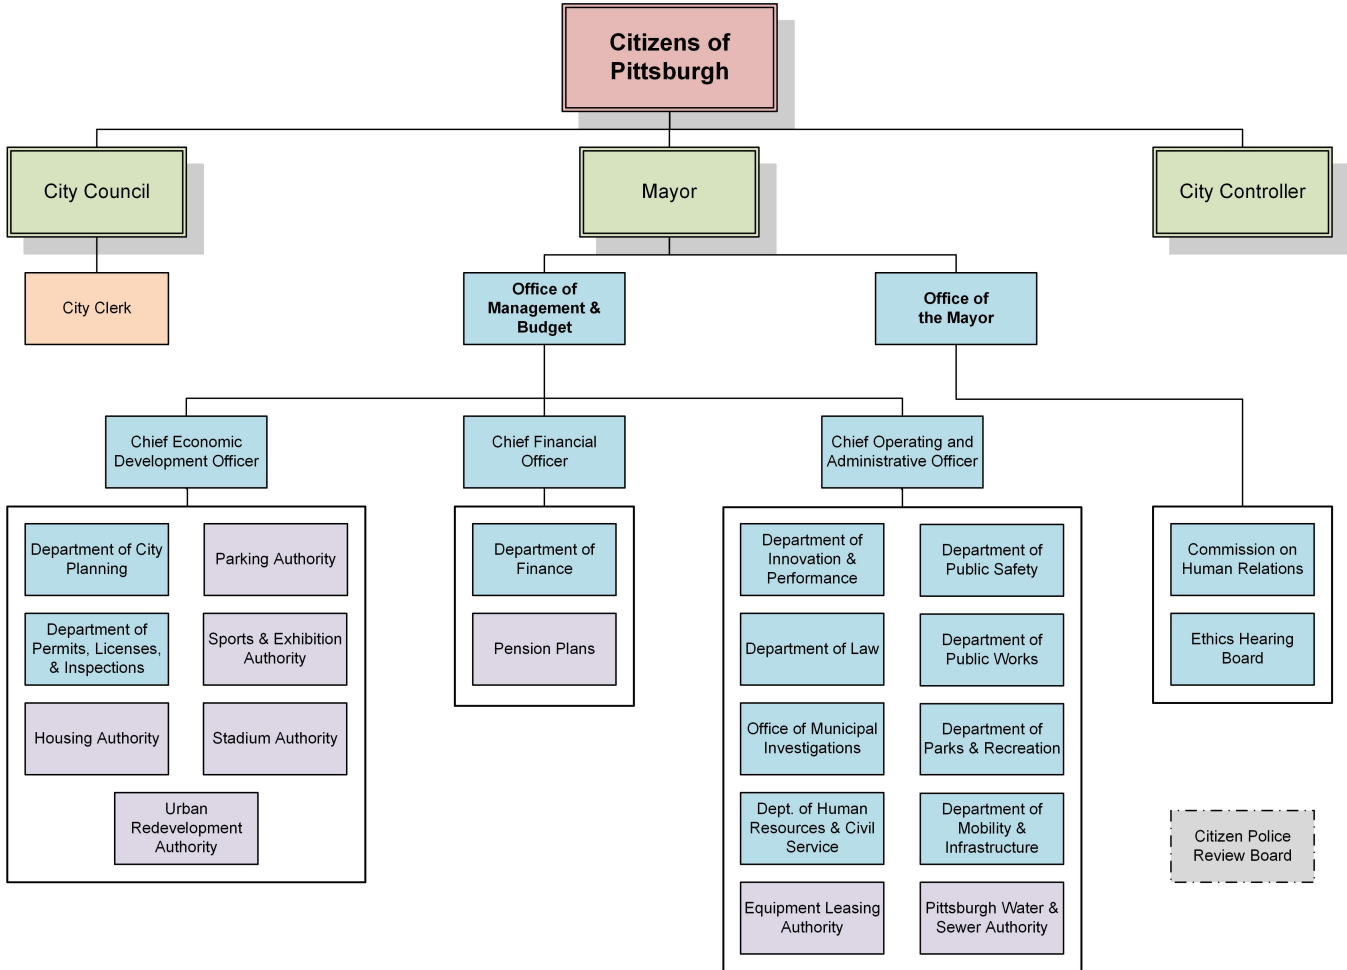 Citizens of
Pittsburgh
City Council
Mayor
City Controller
City Clerk
Office of
Management &
Budget
Office of
the Mayor
Chief Economic
Development Officer
Chief Financial
Officer
Chief Operating and
Administrative Officer
Department of City
Planning
Parking Authority
Department of
Permits, Licenses,
& Inspections
Sports & Exhibition
Authority
Housing Authority
Stadium Authority
Urban
Redevelopment
Authority
Department of
Finance
Pension Plans
Department of
Innovation &
Performance
Department of
Public Safety
Department of Law
Department of
Public Works
Office of Municipal
Investigations
Department of
Parks & Recreation
Dept. of Human
Resources & Civil
Service
Department of
Mobility &
Infrastructure
Equipment Leasing
Authority
Pittsburgh Water &
Sewer Authority
Commission on
Human Relations
Ethics Hearing
Board
Citizen Police
Review Board